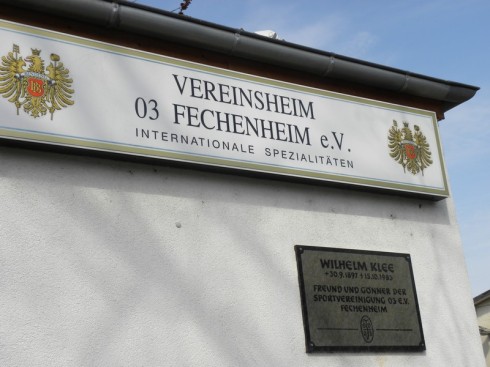 VEREINSHEIM
03 FECHENHEIM e.V.
INTERNATIONALE SPEZIALITÄTEN
WILHELM KLEE
FREUND UND GÖNNER DER
SPORTVEREINIGUNG 03 E.V.
FECHENHEIM